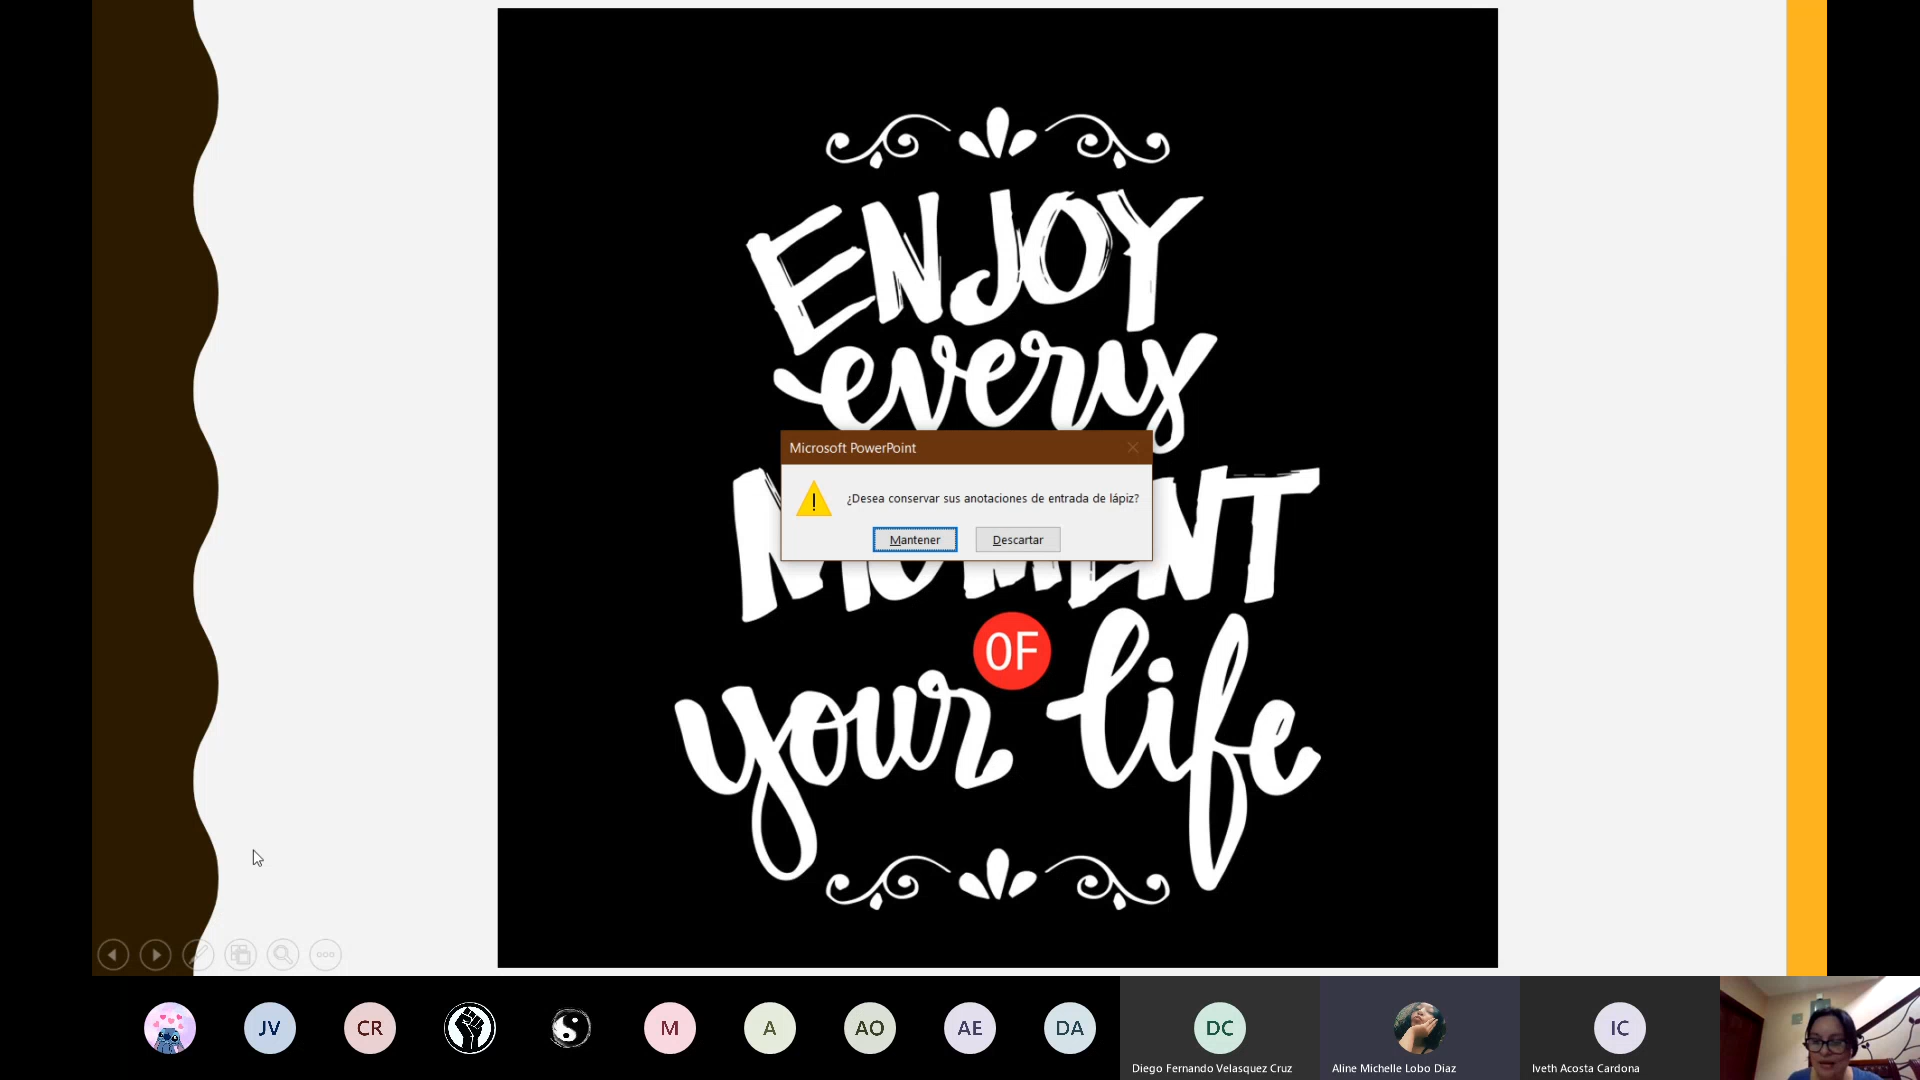 ENJOY
every
Microsoft PowerPoint
¿Desea conservar sus anotaciones de entrada de lápiz?
Mantener Descartar
MOMENT
OF
your life
JV CR M A AO AE DA DC IC
Diego Fernando Velasquez Cruz Aline Michelle Lobo Diaz Iveth Acosta Cardona